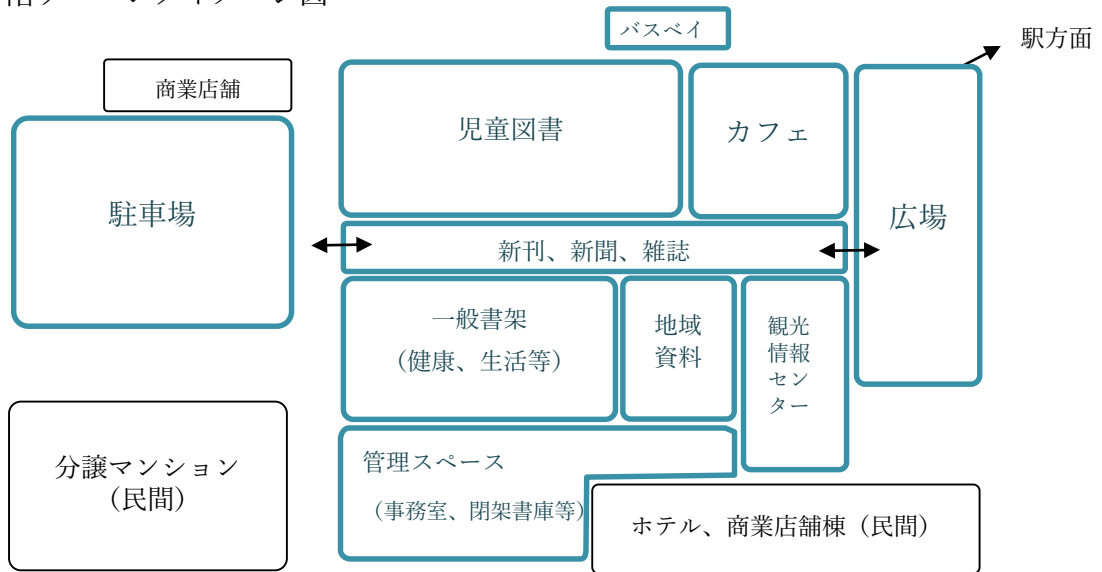 バスベイ
駅方面
商業店舗
児童図書
カフェ
駐車場
広場
新刊、新聞、雑誌
一般書架
（健康、生活等）
地域
資料
観光
情報
セン
ター
分譲マンション
（民間）
管理スペース
（事務室、閉架書庫等）
ホテル、商業店舗棟（民間）